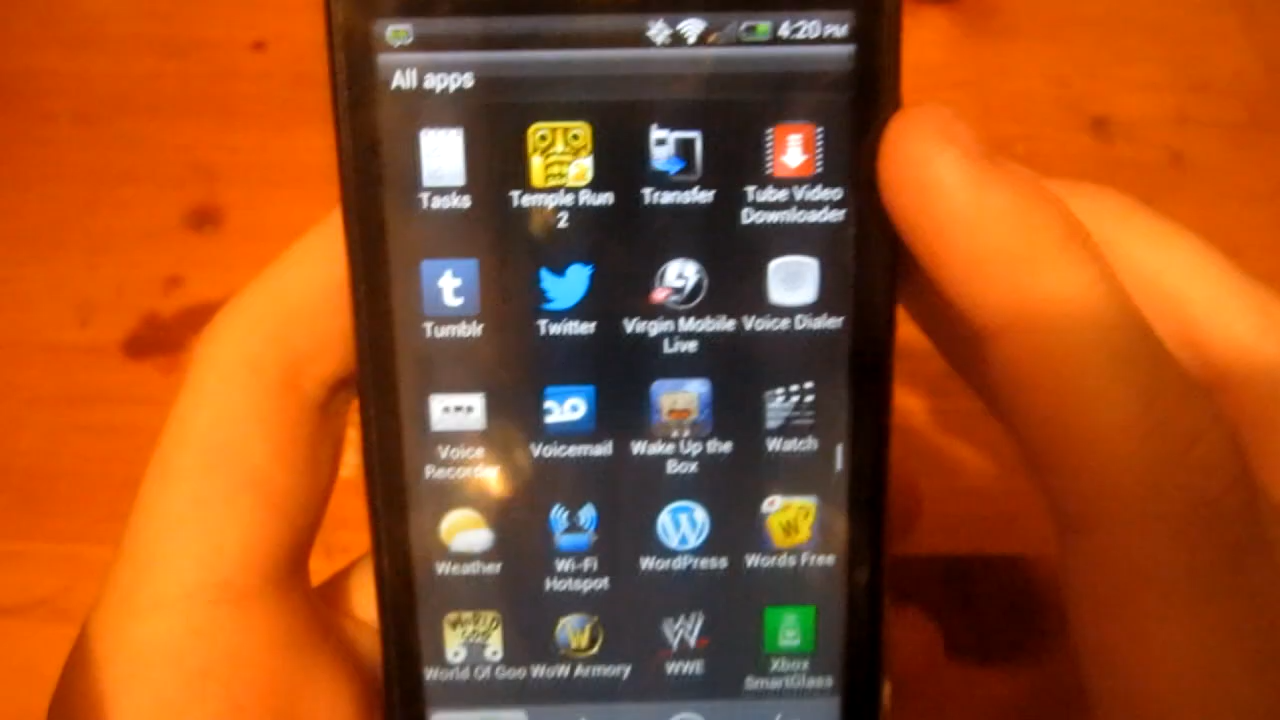 4:20 PM
All apps
Tasks
Temple Run
2
Transfer
Tube Video
Downloader
Tumblr
Twitter
Virgin Mobile
Live
Voice Dialer
Voice
Recorder
Voicemail
Wake Up the
Box
Watch
Weather
Wi-Fi
Hotspot
WordPress
Words Free
World Of Goo
WoW Armory
WWE
Xbox
SmartGlass